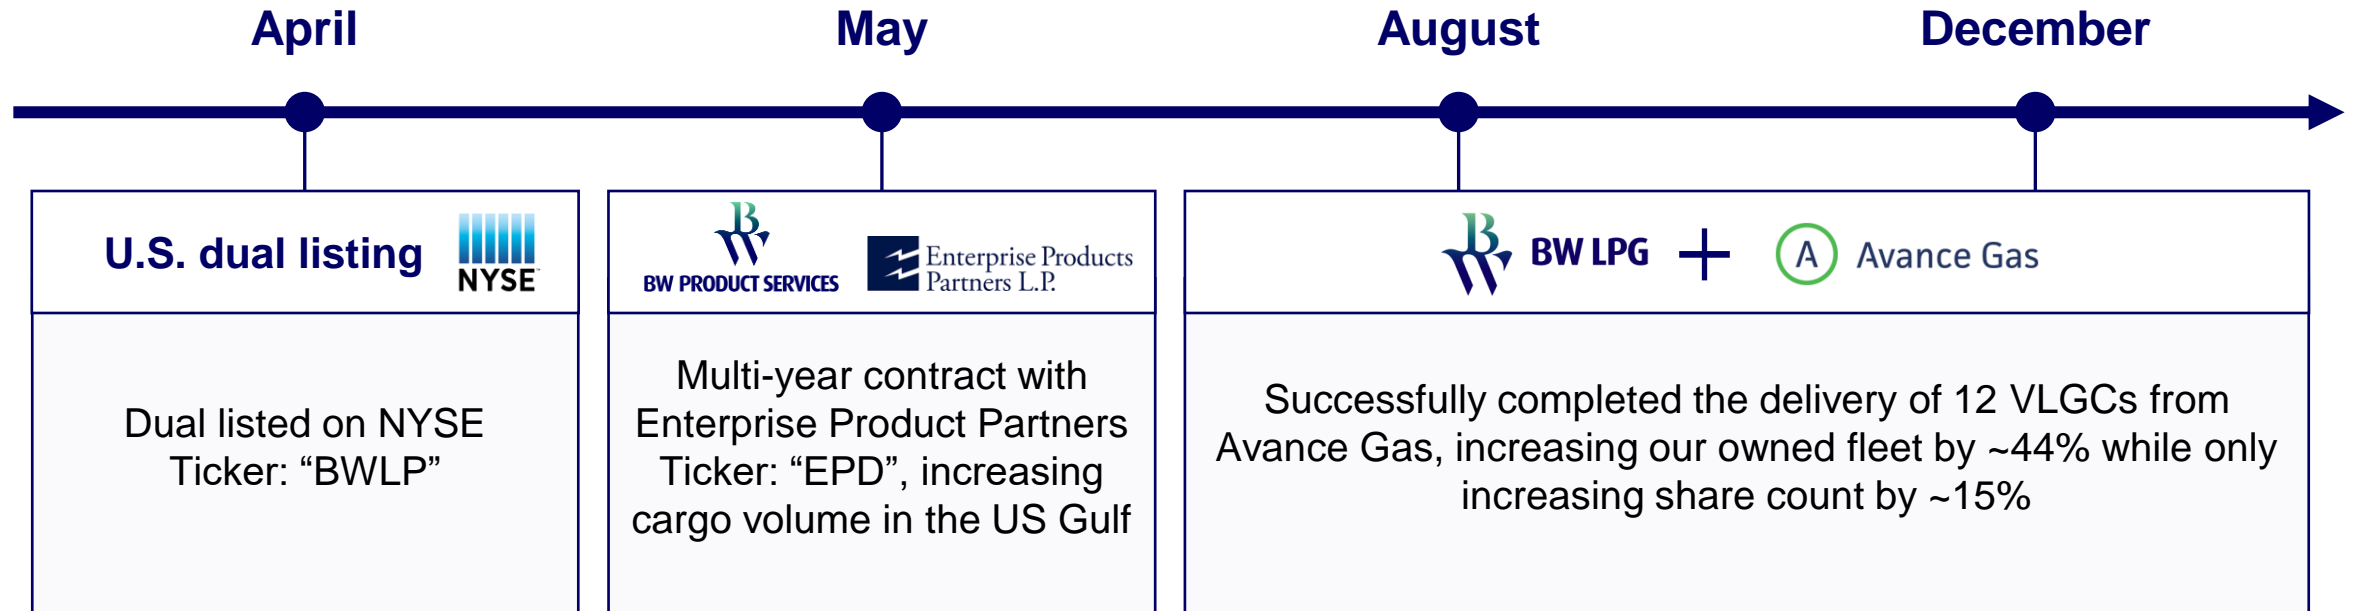 April
May
August
December
U.S. dual listing
NYSE
BW PRODUCT SERVICES
Enterprise Products
Partners L.P.
BW LPG
A
Avance Gas
Dual listed on NYSE
Ticker: “BWLP”
Multi-year contract with
Enterprise Product Partners
Ticker: “EPD”, increasing
cargo volume in the US Gulf
Successfully completed the delivery of 12 VLGCs from
Avance Gas, increasing our owned fleet by ~44% while only
increasing share count by ~15%